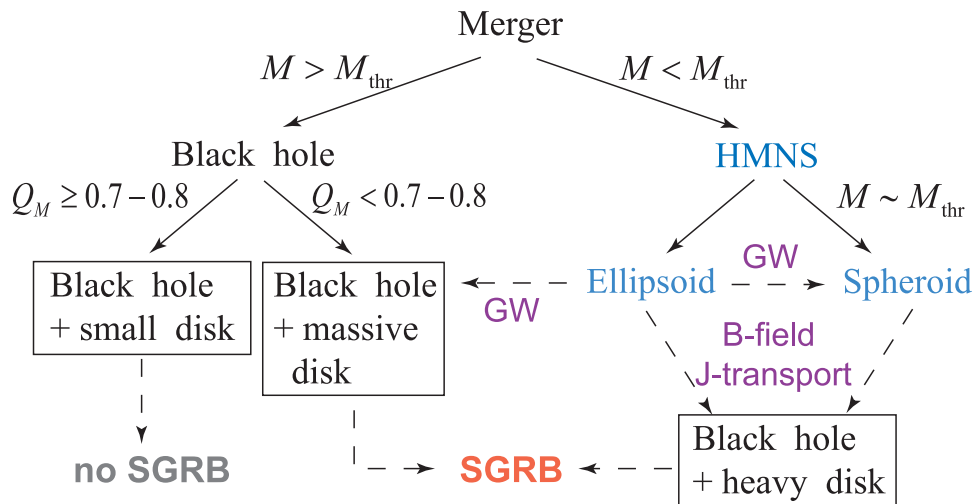 Merger
M > M_thr
M < M_thr
Black hole
HMNS
Q_M ≥ 0.7 – 0.8
Q_M < 0.7 – 0.8
M ~ M_thr
Black hole
+ small disk
Black hole
+ massive
disk
GW
Ellipsoid
GW
Spheroid
B-field
J-transport
no SGRB
SGRB
Black hole
+ heavy disk